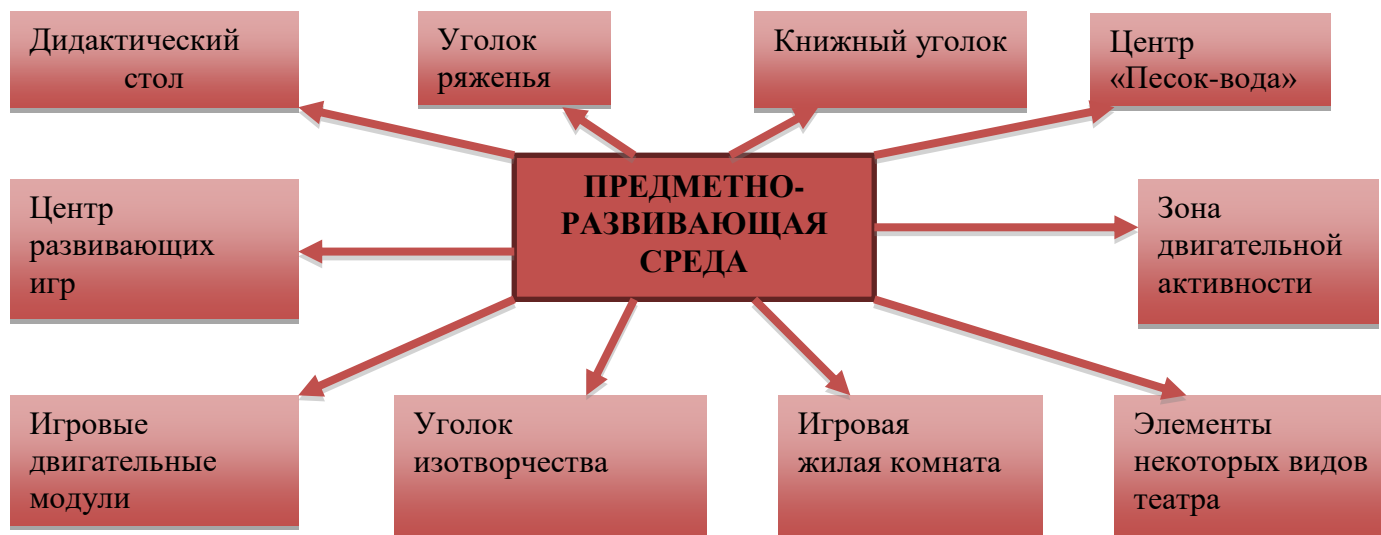 Дидактический
стол
Уголок
ряженья
Книжный уголок
Центр
«Песок-вода»
Центр
развивающих
игр
ПРЕДМЕТНО-
РАЗВИВАЮЩАЯ
СРЕДА
Зона
двигательной
активности
Игровые
двигательные
модули
Уголок
изотворчества
Игровая
жилая комната
Элементы
некоторых видов
театра